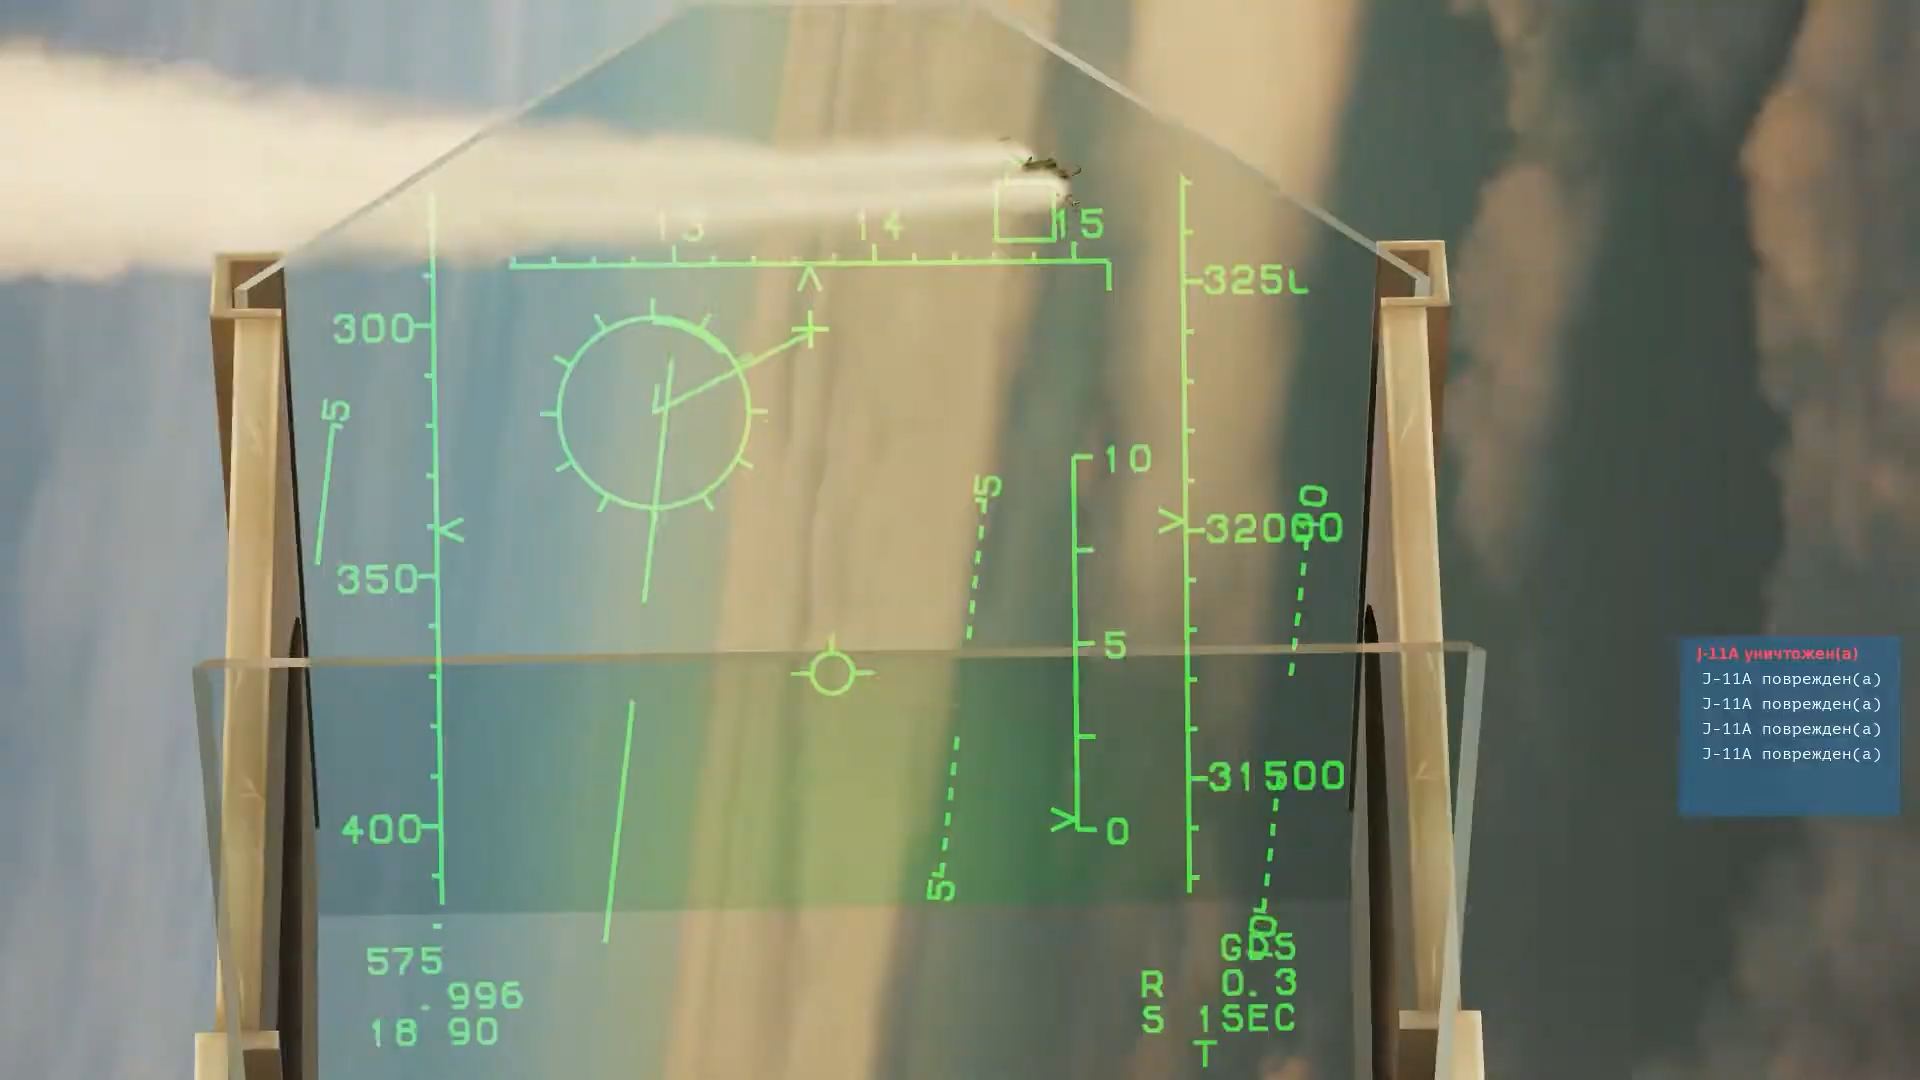 13 14 15
325
300
5
10
5
0
32000
350
5
31500
400
5
0
575
GDS
.996
R 0.3
18 90
S 1SEC
T
J-11A уничтожен(а)
J-11A поврежден(а)
J-11A поврежден(а)
J-11A поврежден(а)
J-11A поврежден(а)